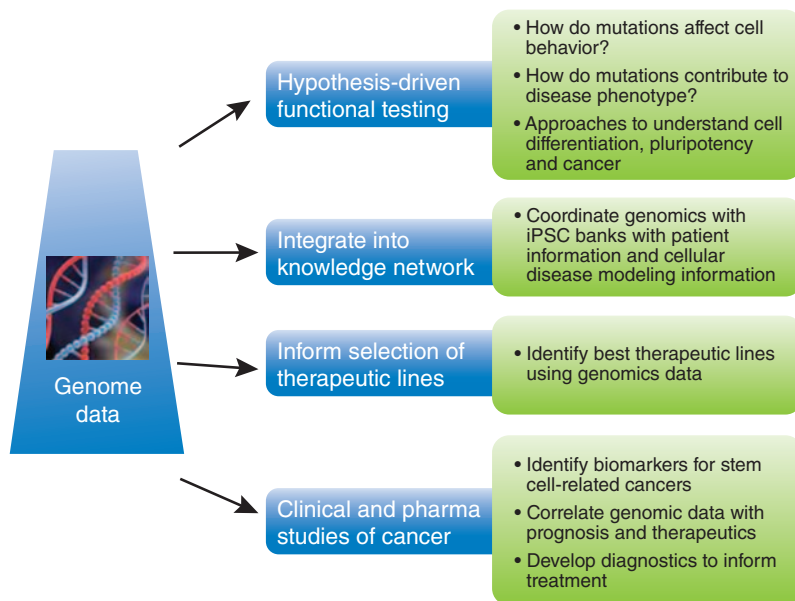 Genome
data
Hypothesis-driven
functional testing
• How do mutations affect cell
behavior?
• How do mutations contribute to
disease phenotype?
• Approaches to understand cell
differentiation, pluripotency
and cancer
Integrate into
knowledge network
• Coordinate genomics with
iPSC banks with patient
information and cellular
disease modeling information
Inform selection of
therapeutic lines
• Identify best therapeutic lines
using genomics data
Clinical and pharma
studies of cancer
• Identify biomarkers for stem
cell-related cancers
• Correlate genomic data with
prognosis and therapeutics
• Develop diagnostics to inform
treatment